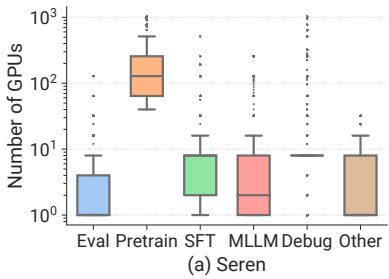 Number of GPUs
10³
10²
10¹
10⁰
Eval Pretrain SFT MLLM Debug Other
(a) Seren